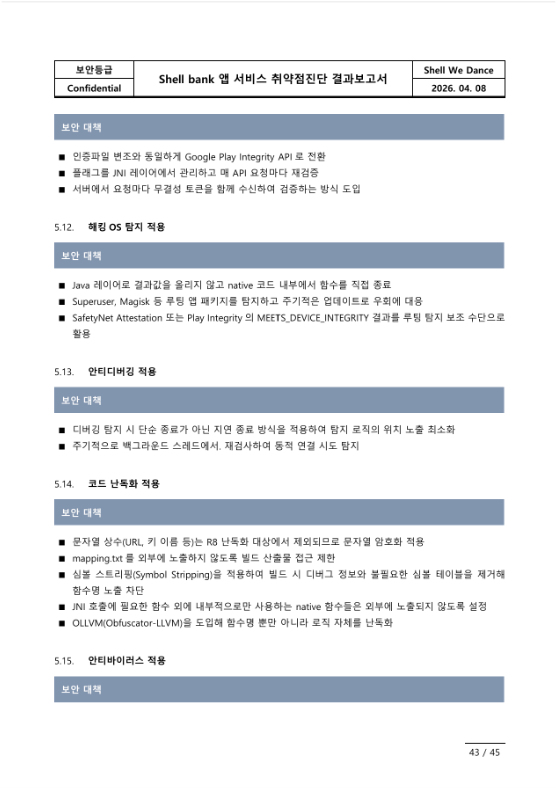 보안등급
Confidential
Shell bank 앱 서비스 취약점진단 결과보고서
Shell We Dance
2026. 04. 08
보안 대책
■ 인증파일 변조와 동일하게 Google Play Integrity API 로 전환
■ 플래그를 JNI 레이어에서 관리하고 매 API 요청마다 재검증
■ 서버에서 요청마다 무결성 토큰을 함께 수신하여 검증하는 방식 도입
5.12. 해킹 OS 탐지 적용
보안 대책
■ Java 레이어로 결과값을 올리지 않고 native 코드 내부에서 함수를 직접 종료
■ Superuser, Magisk 등 루팅 앱 패키지를 탐지하고 주기적은 업데이트로 우회에 대응
■ SafetyNet Attestation 또는 Play Integrity 의 MEETS_DEVICE_INTEGRITY 결과를 루팅 탐지 보조 수단으로
활용
5.13. 안티디버깅 적용
보안 대책
■ 디버깅 탐지 시 단순 종료가 아닌 지연 종료 방식을 적용하여 탐지 로직의 위치 노출 최소화
■ 주기적으로 백그라운드 스레드에서. 재검사하여 동적 연결 시도 탐지
5.14. 코드 난독화 적용
보안 대책
■ 문자열 상수(URL, 키 이름 등)는 R8 난독화 대상에서 제외되므로 문자열 암호화 적용
■ mapping.txt 를 외부에 노출하지 않도록 빌드 산출물 접근 제한
■ 심볼 스트리핑(Symbol Stripping)을 적용하여 빌드 시 디버그 정보와 불필요한 심볼 테이블을 제거해
함수명 노출 차단
■ JNI 호출에 필요한 함수 외에 내부적으로만 사용하는 native 함수들은 외부에 노출되지 않도록 설정
■ OLLVM(Obfuscator-LLVM)을 도입해 함수명 뿐만 아니라 로직 자체를 난독화
5.15. 안티바이러스 적용
보안 대책
43 / 45